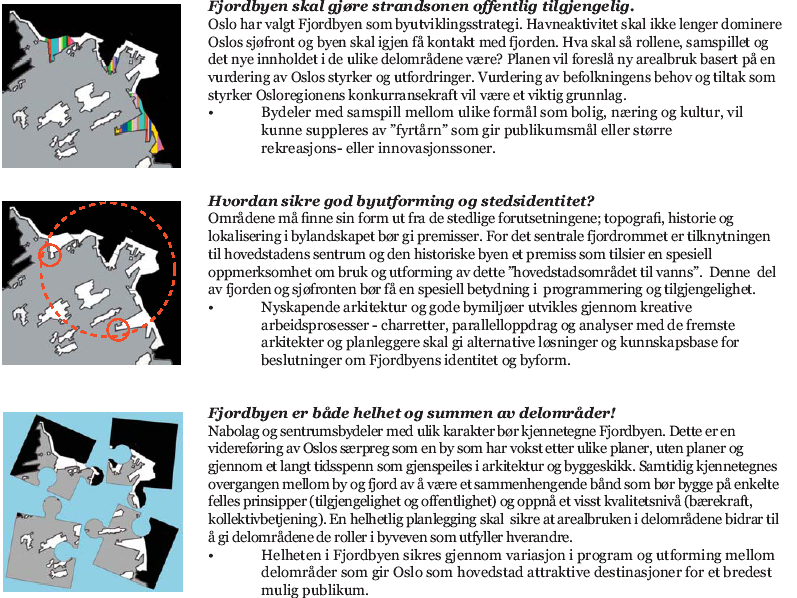 Fjordbyen skal gjøre strandsonen offentlig tilgjengelig.
Oslo har valgt Fjordbyen som byutviklingsstrategi. Havneaktivitet skal ikke lenger dominere
Oslos sjøfront og byen skal igjen få kontakt med fjorden. Hva skal så rollene, samspillet og
det nye innholdet i de ulike delområdene være? Planen vil foreslå ny arealbruk basert på en
vurdering av Oslos styrker og utfordringer. Vurdering av befolkningens behov og tiltak som
styrker Osloregionens konkurransekraft vil være et viktig grunnlag.
• Bydeler med samspill mellom ulike formål som bolig, næring og kultur, vil
kunne suppleres av ”fyrtårn” som gir publikumsmål eller større
rekreasjons- eller innovasjonssoner.
Hvordan sikre god byutforming og stedsidentitet?
Områdene må finne sin form ut fra de stedlige forutsetningene; topografi, historie og
lokalisering i bylandskapet bør gi premisser. For det sentrale fjordrommet er tilknytningen
til hovedstadens sentrum og den historiske byen et premiss som tilsier en spesiell
oppmerksomhet om bruk og utforming av dette ”hovedstadsområdet til vanns”. Denne del
av fjorden og sjøfronten bør få en spesiell betydning i programmering og tilgjengelighet.
• Nyskapende arkitektur og gode bymiljøer utvikles gjennom kreative
arbeidsprosesser - charretter, parallelloppdrag og analyser med de fremste
arkitekter og planleggere skal gi alternative løsninger og kunnskapsbase for
beslutninger om Fjordbyens identitet og byform.
Fjordbyen er både helhet og summen av delområder!
Nabolag og sentrumsbydeler med ulik karakter bør kjennetegne Fjordbyen. Dette er en
videreføring av Oslos særpreg som en by som har vokst etter ulike planer, uten planer og
gjennom et langt tidsspenn som gjenspeiles i arkitektur og byggeskikk. Samtidig kjennetegnes
overgangen mellom by og fjord av å være et sammenhengende bånd som bør bygge på enkelte
felles prinsipper (tilgjengelighet og offentlighet) og oppnå et visst kvalitetsnivå (bærekraft,
kollektivbetjening). En helhetlig planlegging skal sikre at arealbruken i delområdene bidrar til
å gi delområdene de roller i byveven som utfyller hverandre.
• Helheten i Fjordbyen sikres gjennom variasjon i program og utforming mellom
delområder som gir Oslo som hovedstad attraktive destinasjoner for et bredest
mulig publikum.